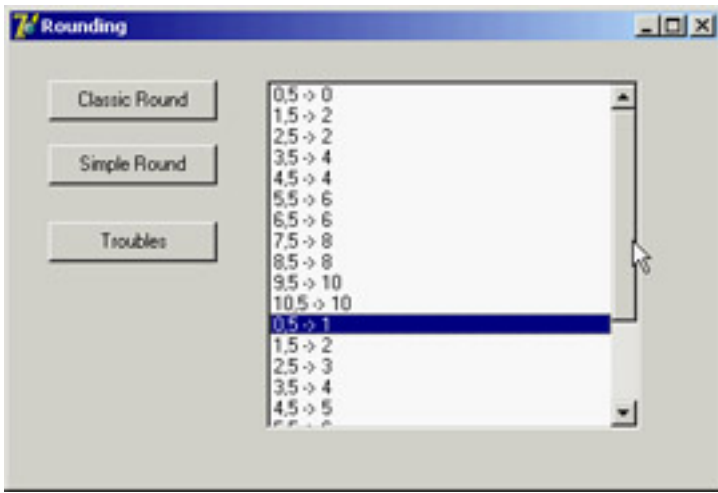 Rounding
Classic Round
Simple Round
Troubles
0,5 -> 0
1,5 -> 2
2,5 -> 2
3,5 -> 4
4,5 -> 4
5,5 -> 6
6,5 -> 6
7,5 -> 8
8,5 -> 8
9,5 -> 10
10,5 -> 10
0,5 -> 1
1,5 -> 2
2,5 -> 3
3,5 -> 4
4,5 -> 5